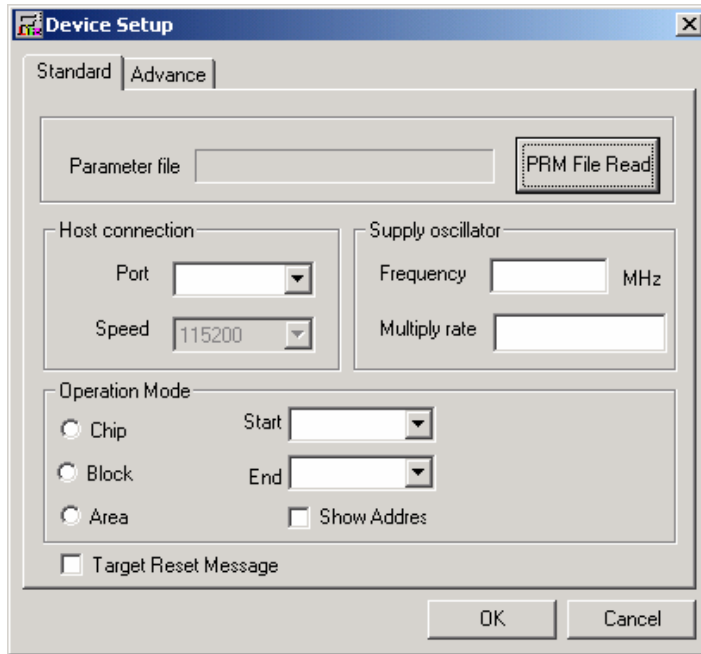 Device Setup
Standard Advance
Parameter file PRM File Read
Host connection
Port
Speed 115200
Supply oscillator
Frequency MHz
Multiply rate
Operation Mode
Chip
Block
Area
Start
End
Show Addres
Target Reset Message
OK Cancel